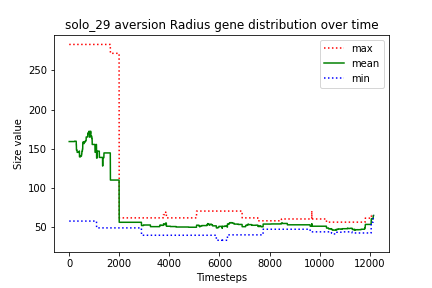 solo_29 aversion Radius gene distribution over time
max
mean
min
Size value
250
200
150
100
50
0 2000 4000 6000 8000 10000 12000
Timesteps